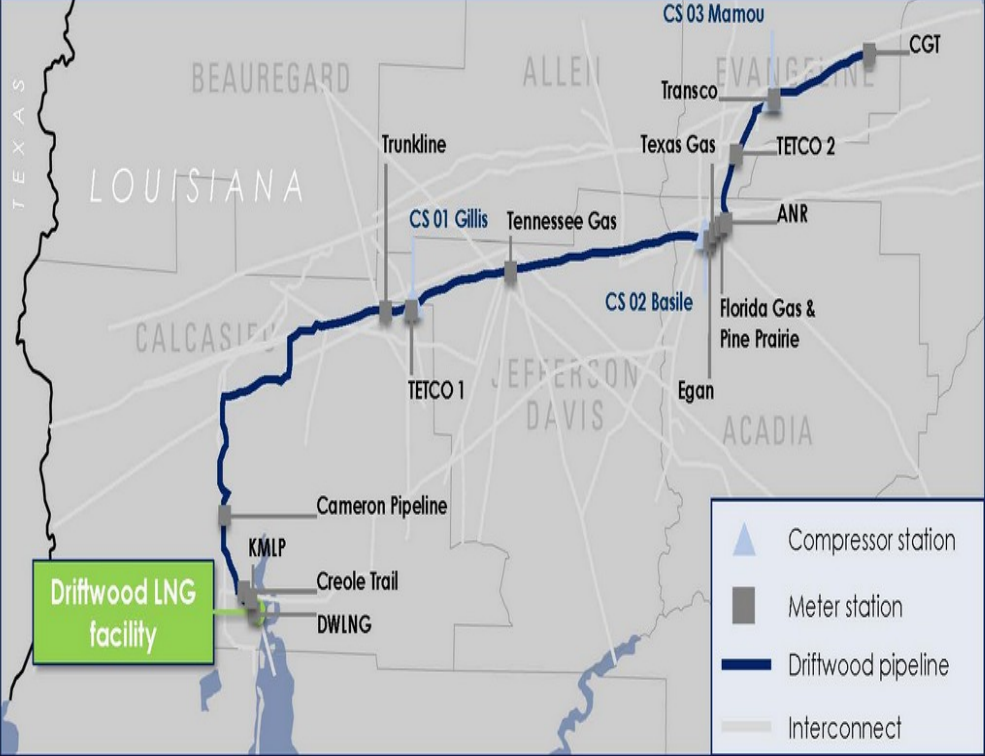 CS 03 Mamou
CGT
BEAUREGARD
ALLEN
EVANGELINE
Transco
TEXAS
Trunkline
Texas Gas
TETCO 2
LOUISIANA
CS 01 Gillis
Tennessee Gas
ANR
CS 02 Basile
Florida Gas &
Pine Prairie
CALCASIEU
JEFFERSON
DAVIS
TETCO 1
Egan
ACADIA
Cameron Pipeline
KMLP
Creole Trail
Driftwood LNG
facility
DWLNG
Compressor station
Meter station
Driftwood pipeline
Interconnect